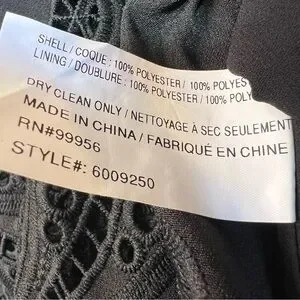 SHELL / COQUE : 100% POLYESTER / 100% POLYES
LINING / DOUBLURE : 100% POLYESTER / 100% POLY
DRY CLEAN ONLY / NETTOYAGE À SEC SEULEMENT
MADE IN CHINA / FABRIQUÉ EN CHINE
RN#99956
STYLE#: 6009250